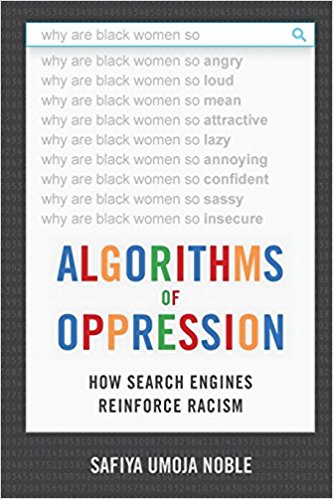 why are black women so
why are black women so angry
why are black women so loud
why are black women so mean
why are black women so attractive
why are black women so lazy
why are black women so annoying
why are black women so confident
why are black women so sassy
why are black women so insecure
ALGORITHMS
OF
OPPRESSION
HOW SEARCH ENGINES
REINFORCE RACISM
SAFIYA UMOJA NOBLE